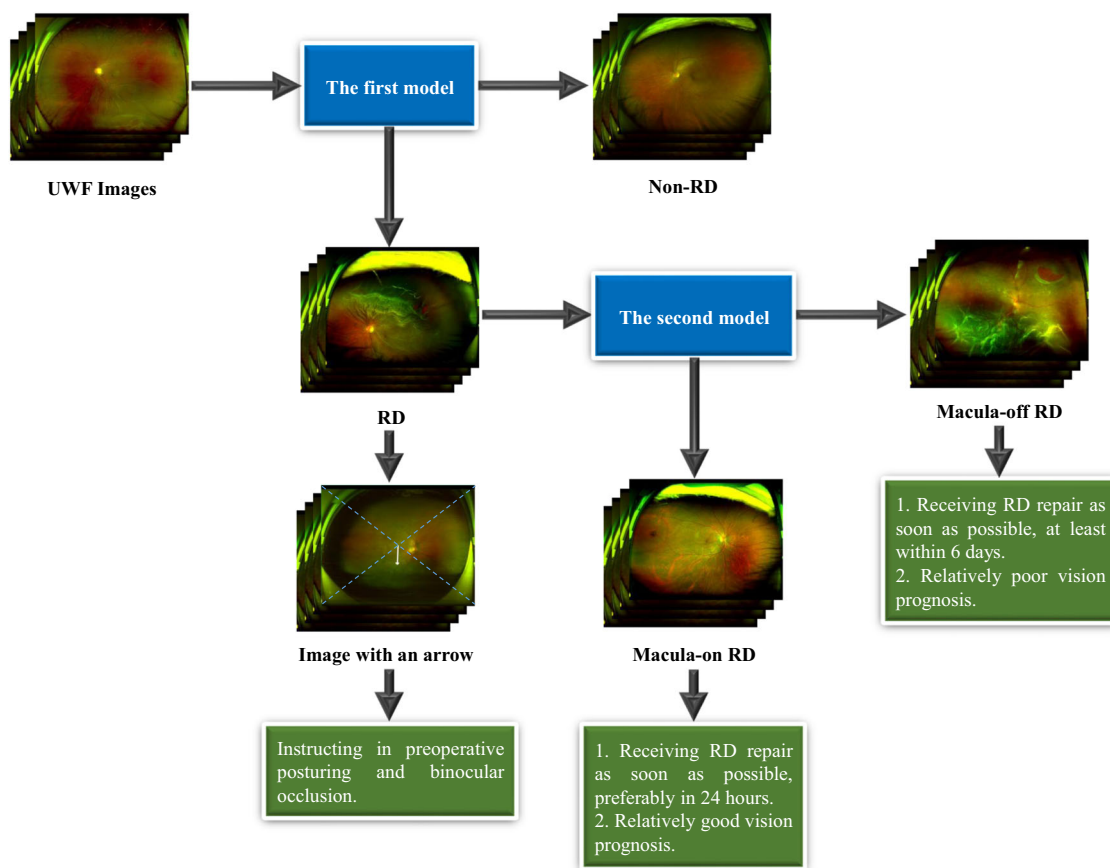 The first model
UWF Images
Non-RD
The second model
RD
Macula-off RD
1. Receiving RD repair as
soon as possible, at least
within 6 days.
2. Relatively poor vision
prognosis.
Image with an arrow
Macula-on RD
Instructing in preoperative
posturing and binocular
occlusion.
1. Receiving RD repair
as soon as possible,
preferably in 24 hours.
2. Relatively good vision
prognosis.